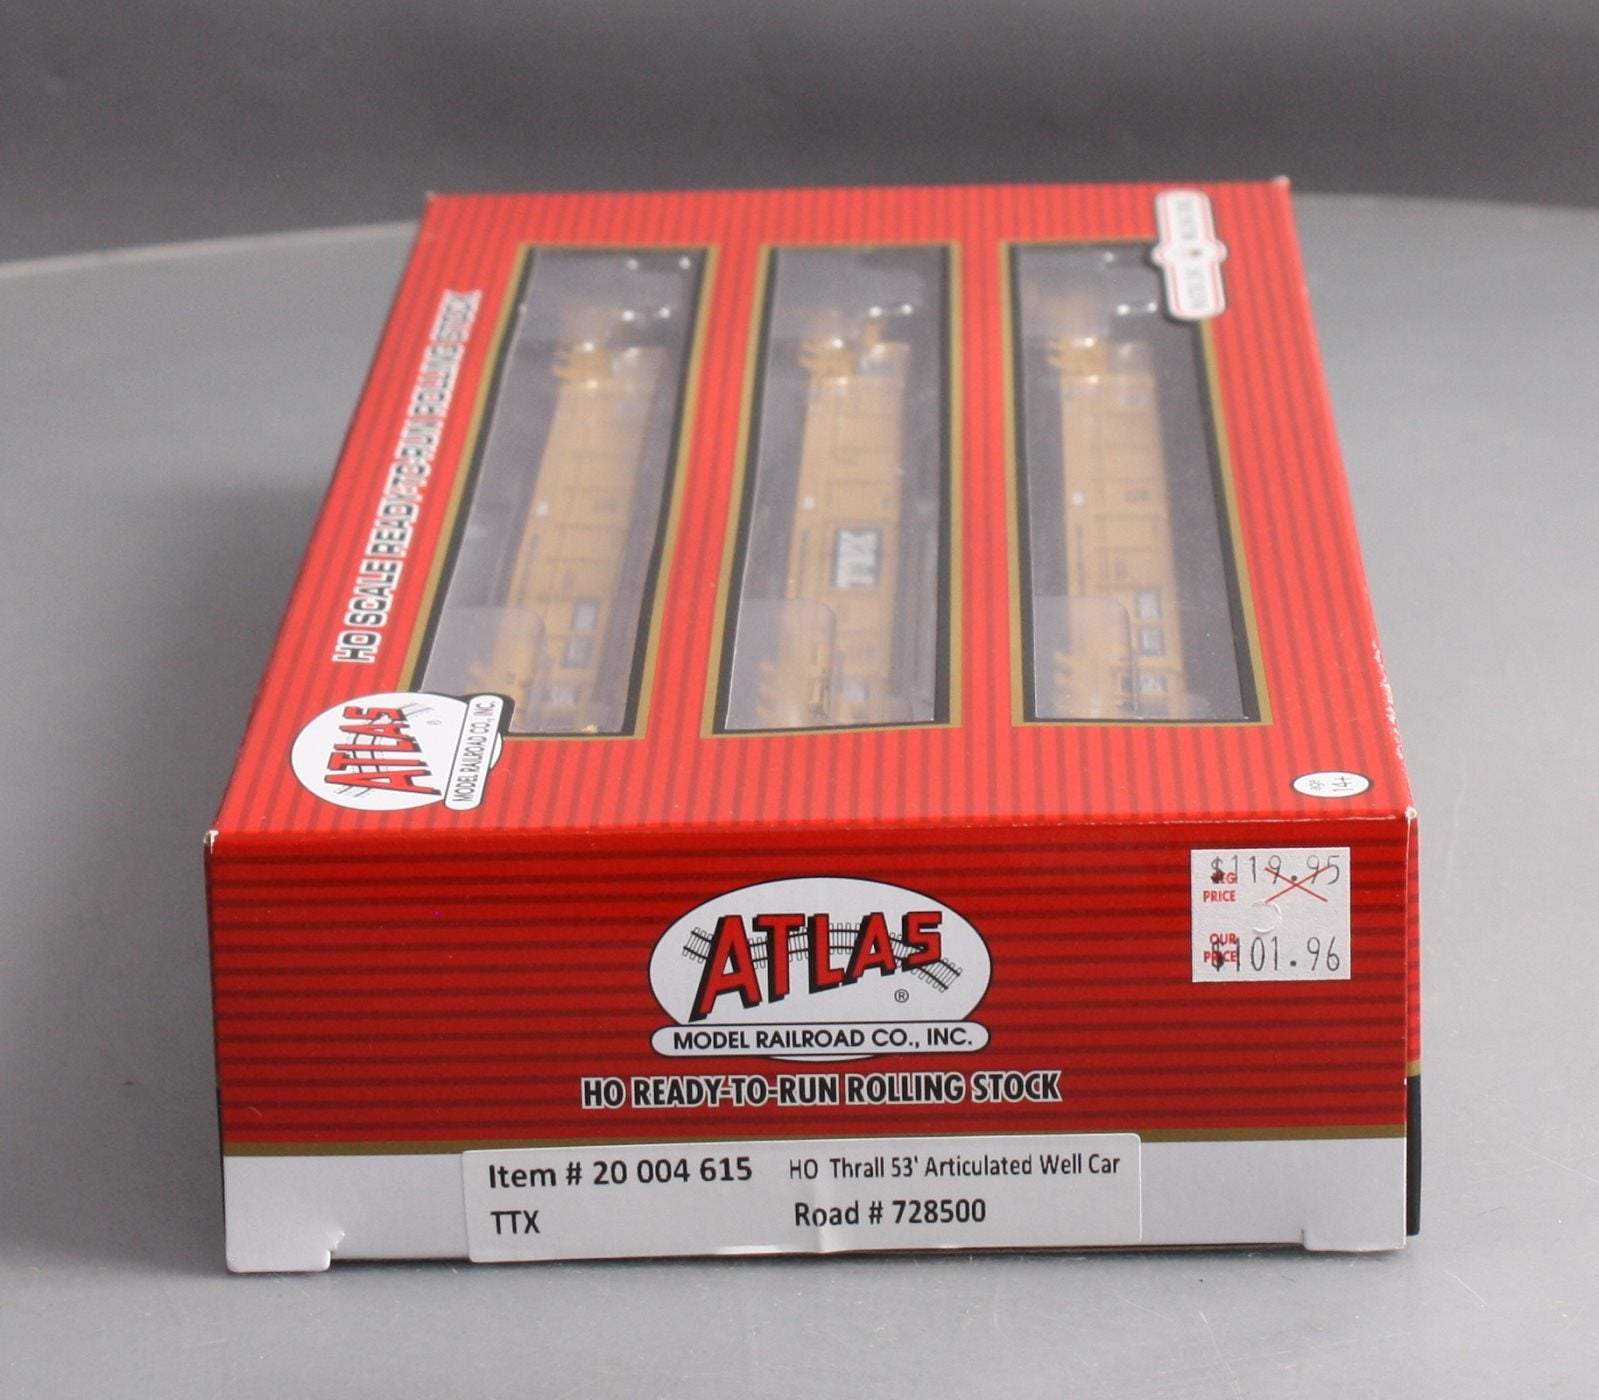 HO SCALE READY-TO-RUN ROLLING STOCK
ATLAS
®
MODEL RAILROAD CO., INC.
TTX
age
14+
$119.95
REG.
PRICE
OUR
PRICE
$101.96
ATLAS
®
MODEL RAILROAD CO., INC.
HO READY-TO-RUN ROLLING STOCK
Item # 20 004 615 HO Thrall 53' Articulated Well Car
TTX Road # 728500